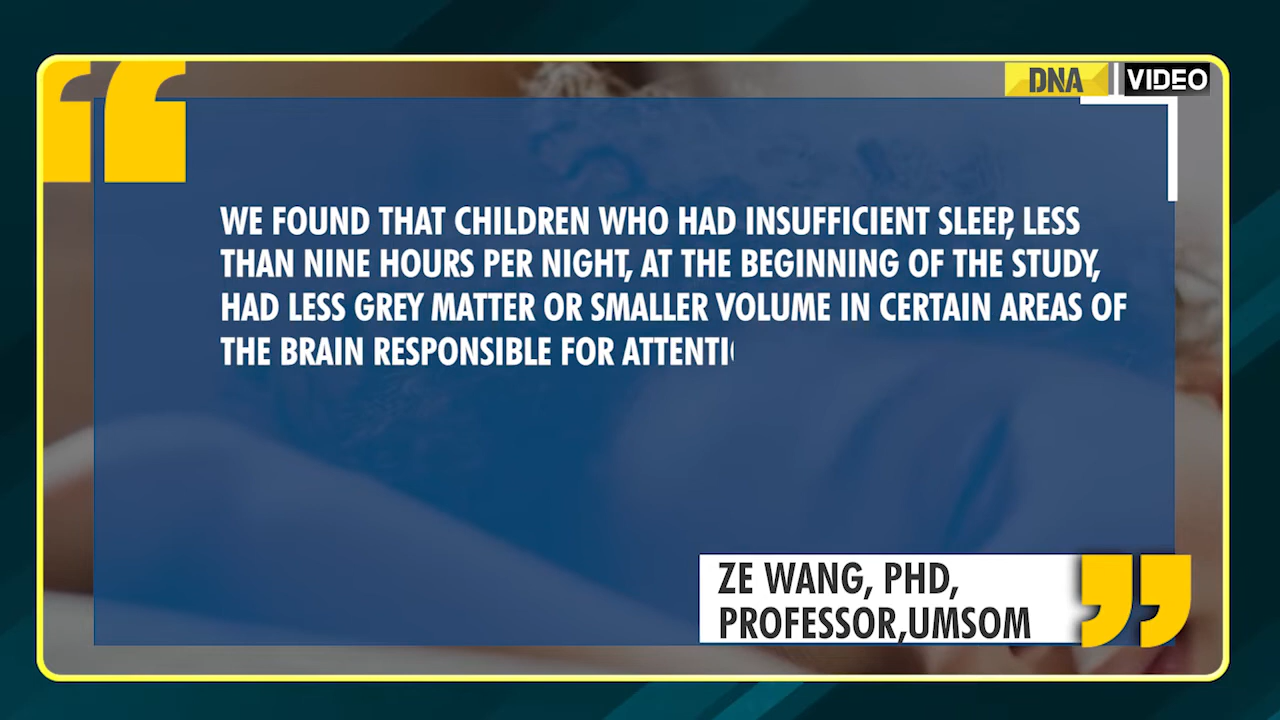 DNA VIDEO
WE FOUND THAT CHILDREN WHO HAD INSUFFICIENT SLEEP, LESS
THAN NINE HOURS PER NIGHT, AT THE BEGINNING OF THE STUDY,
HAD LESS GREY MATTER OR SMALLER VOLUME IN CERTAIN AREAS OF
THE BRAIN RESPONSIBLE FOR
ZE WANG, PHD,
PROFESSOR,UMSOM